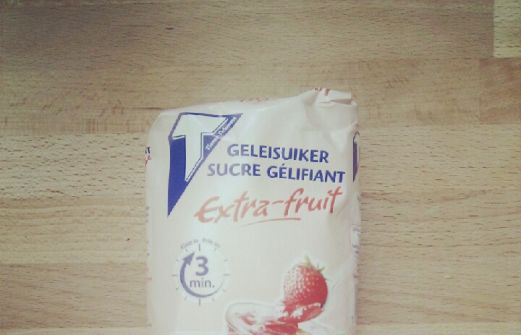 T
GELEISUIKER
SUCRE GÉLIFIANT
Extra-fruit
3
min.